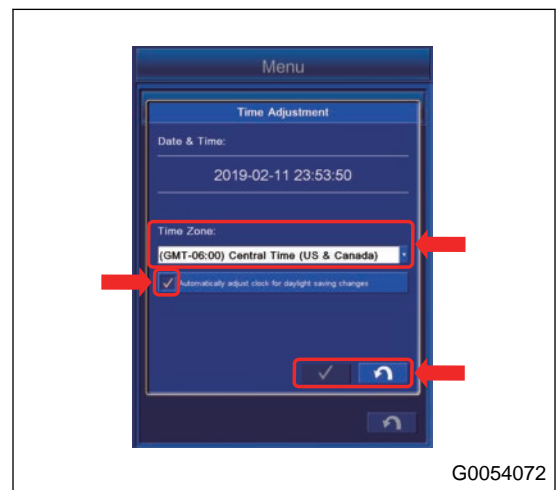 Menu
Time Adjustment
Date & Time:
2019-02-11 23:53:50
Time Zone:
(GMT-06:00) Central Time (US & Canada)
Automatically adjust clock for daylight saving changes
G0054072